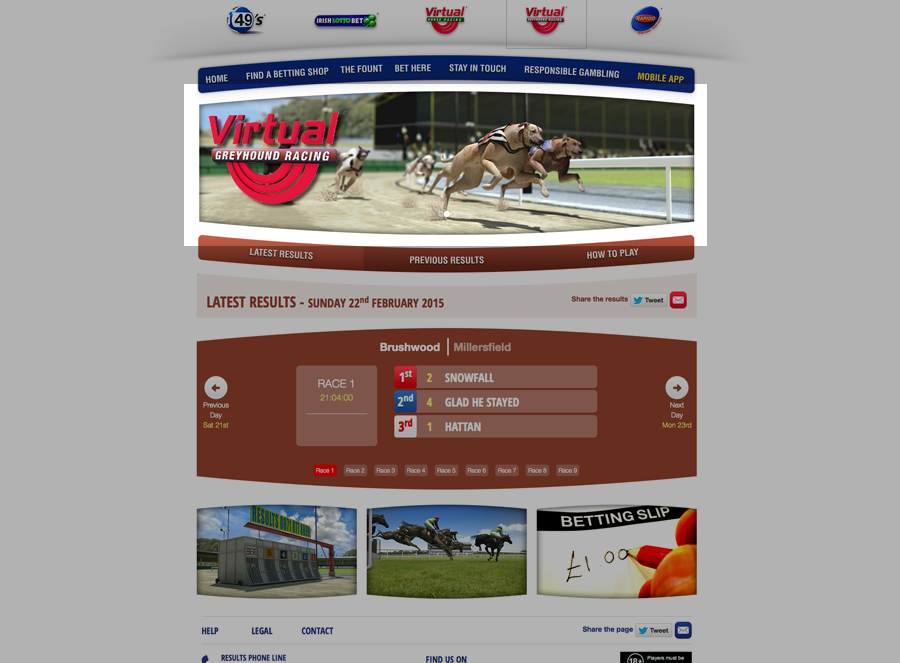 49's
IRISH LOTTO BET
Virtual
HORSE RACING
Virtual
GREYHOUND RACING
RAPIDO
HOME FIND A BETTING SHOP THE FOUNT BET HERE STAY IN TOUCH RESPONSIBLE GAMBLING MOBILE APP
Virtual
GREYHOUND RACING
LATEST RESULTS PREVIOUS RESULTS HOW TO PLAY
LATEST RESULTS - SUNDAY 22nd FEBRUARY 2015
Share the results Tweet
Brushwood | Millersfield
Previous
Day
Sat 21st
RACE 1
21:04:00
1st 2 SNOWFALL
2nd 4 GLAD HE STAYED
3rd 1 HATTAN
Next
Day
Mon 23rd
Race 1 Race 2 Race 3 Race 4 Race 5 Race 6 Race 7 Race 8 Race 9
BETTING SLIP
£1.00
HELP LEGAL CONTACT
Share the page Tweet
RESULTS PHONE LINE
FIND US ON
18+ Players must be